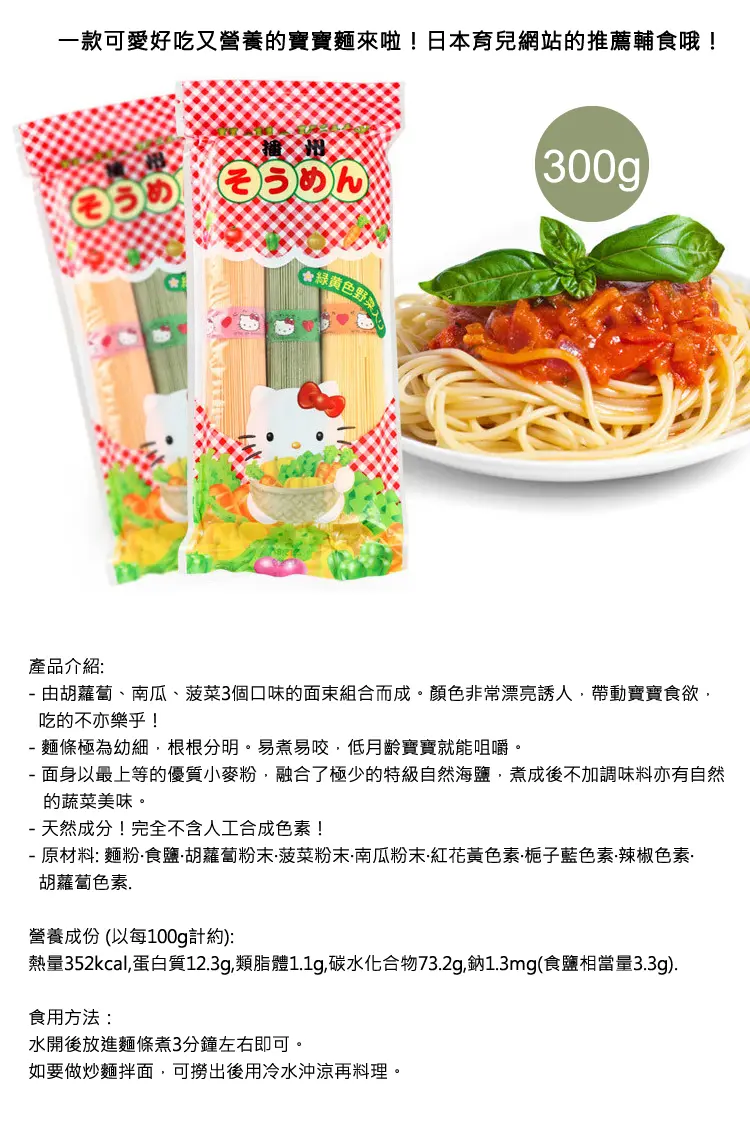 一款可愛好吃又營養的寶寶麵來啦！日本育兒網站的推薦輔食哦！
300g
播州
そうめ
播州
そうめん
緑黄色野菜入り
產品介紹:
- 由胡蘿蔔、南瓜、菠菜3個口味的面束組合而成。顏色非常漂亮誘人，帶動寶寶食欲，
吃的不亦樂乎！
- 麵條極為幼細，根根分明。易煮易咬，低月齡寶寶就能咀嚼。
- 面身以最上等的優質小麥粉，融合了極少的特級自然海鹽，煮成後不加調味料亦有自然
的蔬菜美味。
- 天然成分！完全不含人工合成色素！
- 原材料: 麵粉·食鹽·胡蘿蔔粉末·菠菜粉末·南瓜粉末·紅花黃色素·梔子藍色素·辣椒色素·
胡蘿蔔色素.
營養成份 (以每100g計約):
熱量352kcal,蛋白質12.3g,類脂體1.1g,碳水化合物73.2g,鈉1.3mg(食鹽相當量3.3g).
食用方法：
水開後放進麵條煮3分鐘左右即可。
如要做炒麵拌面，可撈出後用冷水沖涼再料理。